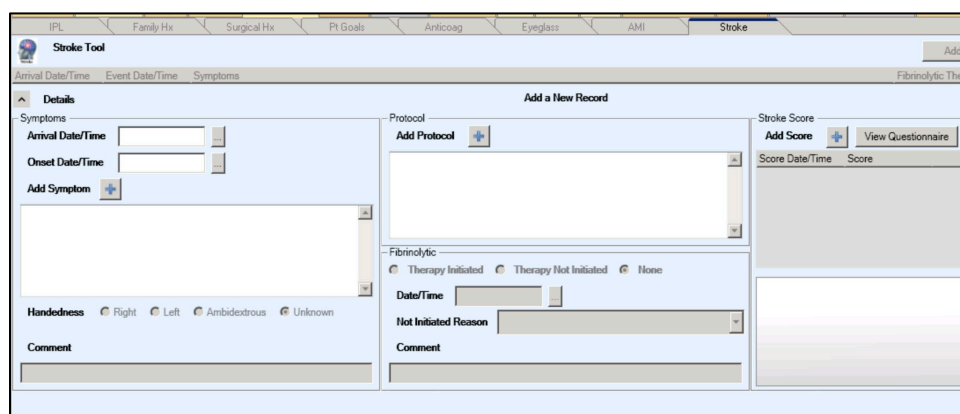 IPL Family Hx Surgical Hx Pt Goals Anticoag Eyeglass AMI Stroke
Stroke Tool
Add
Arrival Date/Time Event Date/Time Symptoms Fibrinolytic The
Details Add a New Record
Symptoms
Arrival Date/Time ...
Onset Date/Time ...
Add Symptom
Handedness Right Left Ambidextrous Unknown
Comment
Protocol
Add Protocol
Fibrinolytic
Therapy Initiated Therapy Not Initiated None
Date/Time ...
Not Initiated Reason
Comment
Stroke Score
Add Score View Questionnaire
Score Date/Time Score